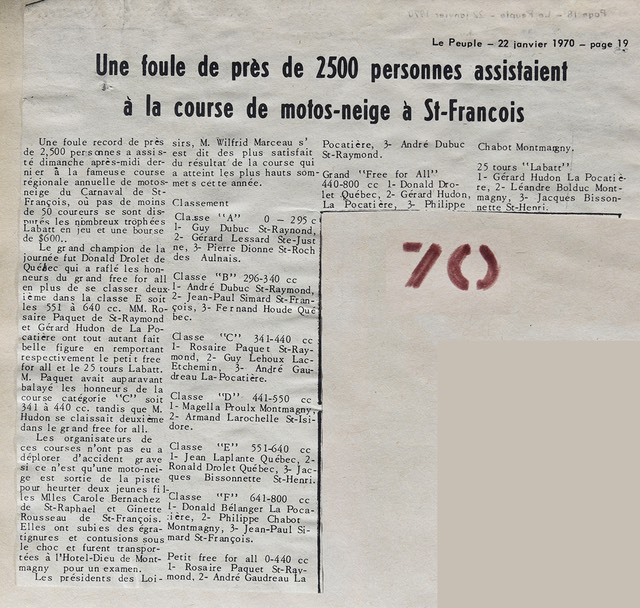 Le Peuple — 22 janvier 1970 — page 19
Une foule de près de 2500 personnes assistaient
à la course de motos-neige à St-Francois
Une foule record de près
de 2,500 personnes a assis-
té dimanche après-midi der-
nier à la fameuse course
régionale annuelle de motos-
neige du Carnaval de St-
François, où pas de moins
de 50 coureurs se sont dis-
putés les nombreux trophées
Labatt en jeu et une bourse
de $600..
Le grand champion de la
journée fut Donald Drolet de
Québec qui a raflé les hon-
neurs du grand free for all
en plus de se classer deux
ième dans la classe E soit
les 551 à 640 cc. MM. Ro-
saire Paquet de St-Raymond
et Gérard Hudon de La Po-
catière ont tout autant fait
belle figure en remportant
respectivement le petit free
for all et le 25 tours Labatt.
M. Paquet avait auparavant
balayé les honneurs de la
course catégorie "C" soit
341 à 440 cc. tandis que M.
Hudon se claissait deuxième
dans le grand free for all.
Les organisateurs de
ces courses n'ont pas eu a
déplorer d'accident grave
si ce n'est qu'une moto-nei-
ge est sortie de la piste
pour heurter deux jeunes fil-
les Mlles Carole Bernachez
de St-Raphael et Ginette
Rousseau de St-François.
Elles ont subies des égra-
tignures et contusions sous
le choc et furent transpor-
tées à l'Hotel-Dieu de Mont-
magny pour un examen.
Les présidents des Loi-
sirs, M. Wilfrid Marceau s'
est dit des plus satisfait
du résultat de la course qui
a atteint les plus hauts som-
mets cette année.
Classement
Classe "A" 0 — 295 c
1- Guy Dubuc St-Raymond,
2- Gérard Lessard Ste-Just
ne, 3- Pierre Dionne St-Roch
des Aulnais.
Classe "B" 296-340 cc
1- André Dubuc St-Raymond,
2- Jean-Paul Simard St-Fran-
çois, 3- Fernand Houde Qué
bec.
Classe "C" 341-440 cc
1- Rosaire Paquet St-Ray-
mond, 2- Guy Lehoux Lac-
Etchemin, 3- André Gau-
dreau La-Pocatière.
Classe "D" 441-550 cc
1- Magella Proulx Montmagny,
2- Armand Larochelle St-Isi-
dore.
Classe "E" 551-640 cc
1- Jean Laplante Québec, 2-
Ronald Drolet Québec, 3- Jac-
ques Bissonnette St-Henri.
Classe "F" 641-800 cc
1- Donald Bélanger La Poca-
tière, 2- Philippe Chabot
Montmagny, 3- Jean-Paul Si-
mard St-François.
Petit free for all 0-440 cc
1- Rosaire Paquet St-Ray-
mond, 2- André Gaudreau La
Pocatière, 3- André Dubuc
St-Raymond.
Grand "Free for All"
440-800 cc 1- Donald Dro-
let Québec, 2- Gérard Hudon,
La Pocatière, 3- Philippe
Chabot Montmagny.
25 tours "Labatt"
1- Gérard Hudon La Pocatiè-
re, 2- Léandre Bolduc Mont-
magny, 3- Jacques Bisson-
nette St-Henri.
70